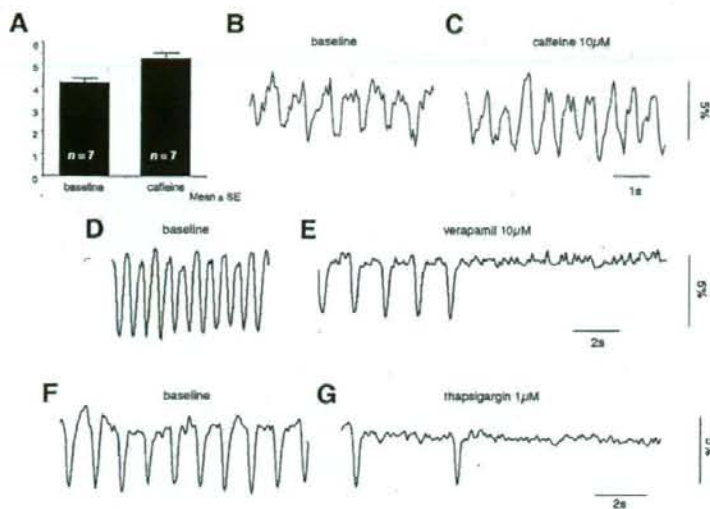 A
B
baseline
C
caffeine 10µM
6
5
4
3
2
1
0
n = 7
n = 7
baseline
caffeine
Mean ± SE
5%
1s
D
baseline
E
verapamil 10µM
5%
2s
F
baseline
G
thapsigargin 1µM
2s